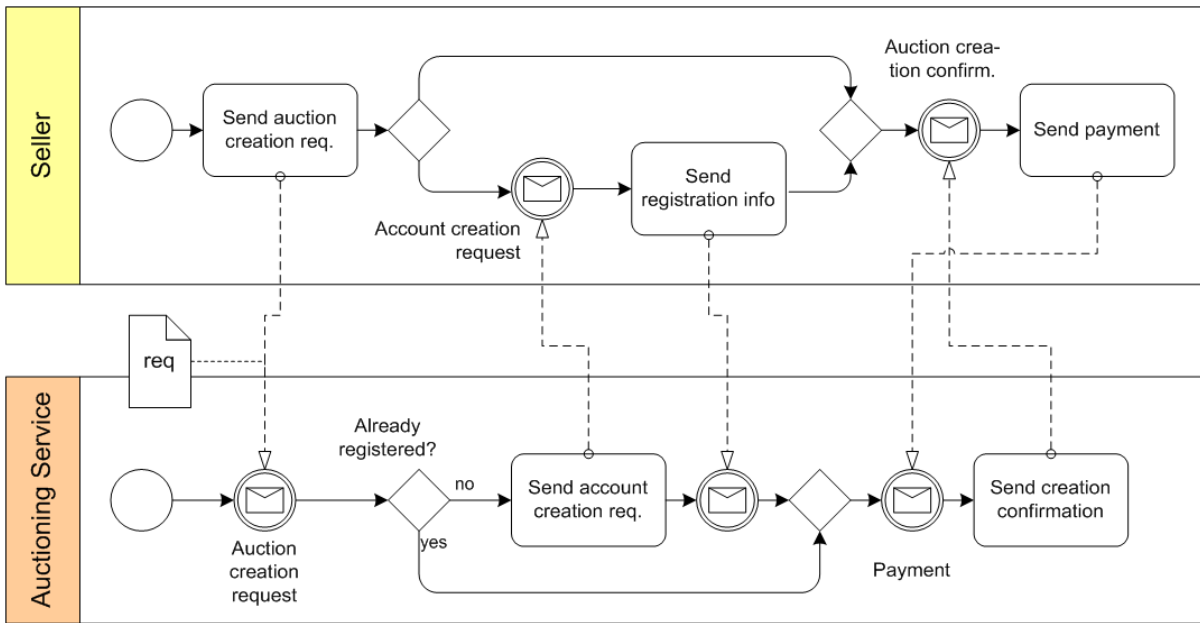 Seller
Send auction
creation req.
Account creation
request
Send
registration info
Auction crea-
tion confirm.
Send payment
req
Auctioning Service
Auction
creation
request
Already
registered?
no
yes
Send account
creation req.
Payment
Send creation
confirmation